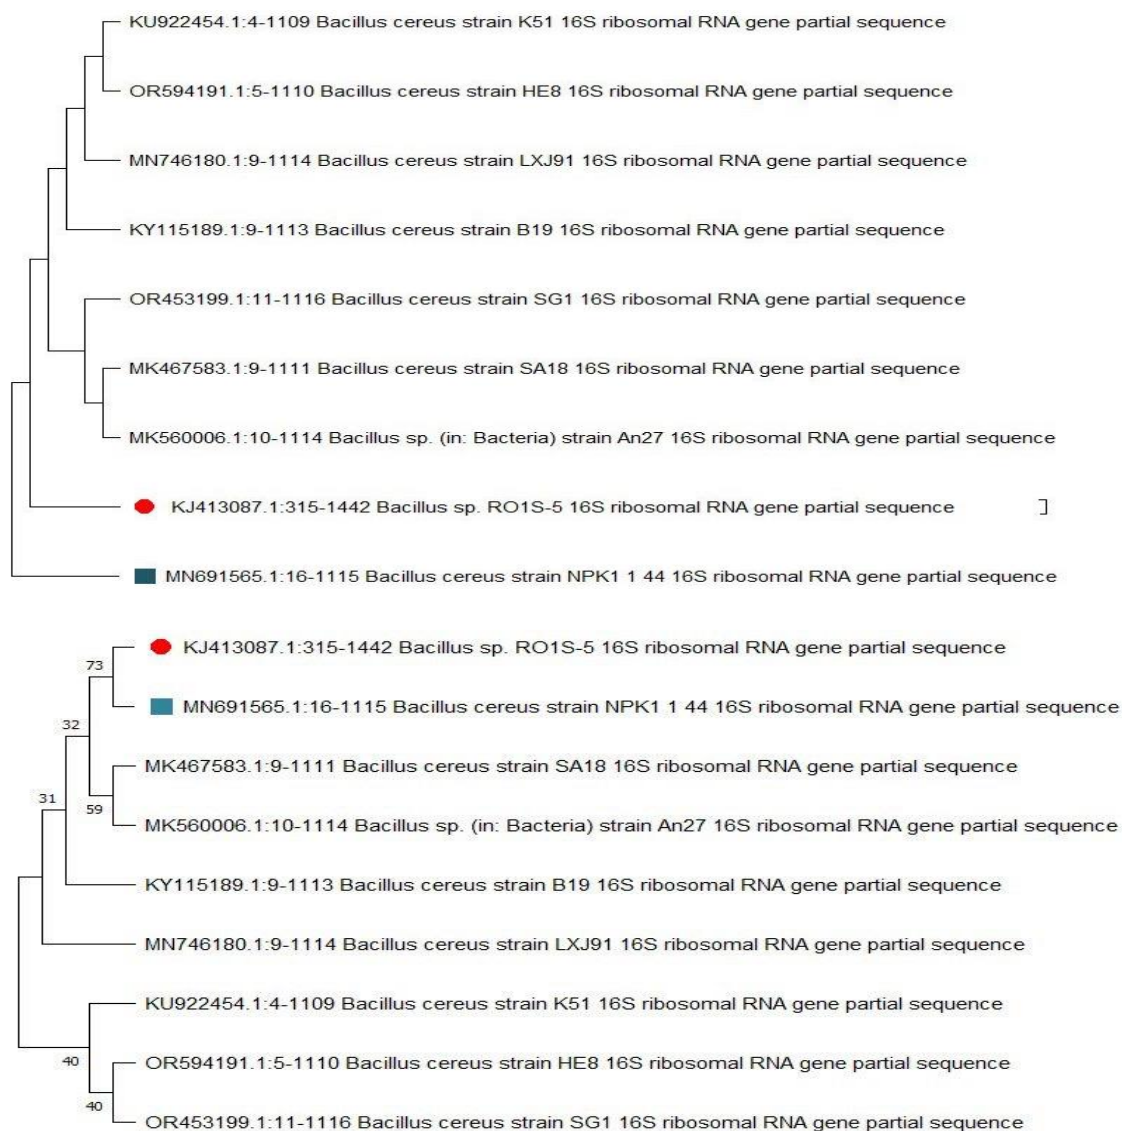 KU922454.1:4-1109 Bacillus cereus strain K51 16S ribosomal RNA gene partial sequence
OR594191.1:5-1110 Bacillus cereus strain HE8 16S ribosomal RNA gene partial sequence
MN746180.1:9-1114 Bacillus cereus strain LXJ91 16S ribosomal RNA gene partial sequence
KY115189.1:9-1113 Bacillus cereus strain B19 16S ribosomal RNA gene partial sequence
OR453199.1:11-1116 Bacillus cereus strain SG1 16S ribosomal RNA gene partial sequence
MK467583.1:9-1111 Bacillus cereus strain SA18 16S ribosomal RNA gene partial sequence
MK560006.1:10-1114 Bacillus sp. (in: Bacteria) strain An27 16S ribosomal RNA gene partial sequence
KJ413087.1:315-1442 Bacillus sp. RO1S-5 16S ribosomal RNA gene partial sequence ]
MN691565.1:16-1115 Bacillus cereus strain NPK1 1 44 16S ribosomal RNA gene partial sequence
KJ413087.1:315-1442 Bacillus sp. RO1S-5 16S ribosomal RNA gene partial sequence
73
MN691565.1:16-1115 Bacillus cereus strain NPK1 1 44 16S ribosomal RNA gene partial sequence
32
MK467583.1:9-1111 Bacillus cereus strain SA18 16S ribosomal RNA gene partial sequence
31
59
MK560006.1:10-1114 Bacillus sp. (in: Bacteria) strain An27 16S ribosomal RNA gene partial sequence
KY115189.1:9-1113 Bacillus cereus strain B19 16S ribosomal RNA gene partial sequence
MN746180.1:9-1114 Bacillus cereus strain LXJ91 16S ribosomal RNA gene partial sequence
KU922454.1:4-1109 Bacillus cereus strain K51 16S ribosomal RNA gene partial sequence
40
OR594191.1:5-1110 Bacillus cereus strain HE8 16S ribosomal RNA gene partial sequence
40
OR453199.1:11-1116 Bacillus cereus strain SG1 16S ribosomal RNA gene partial sequence